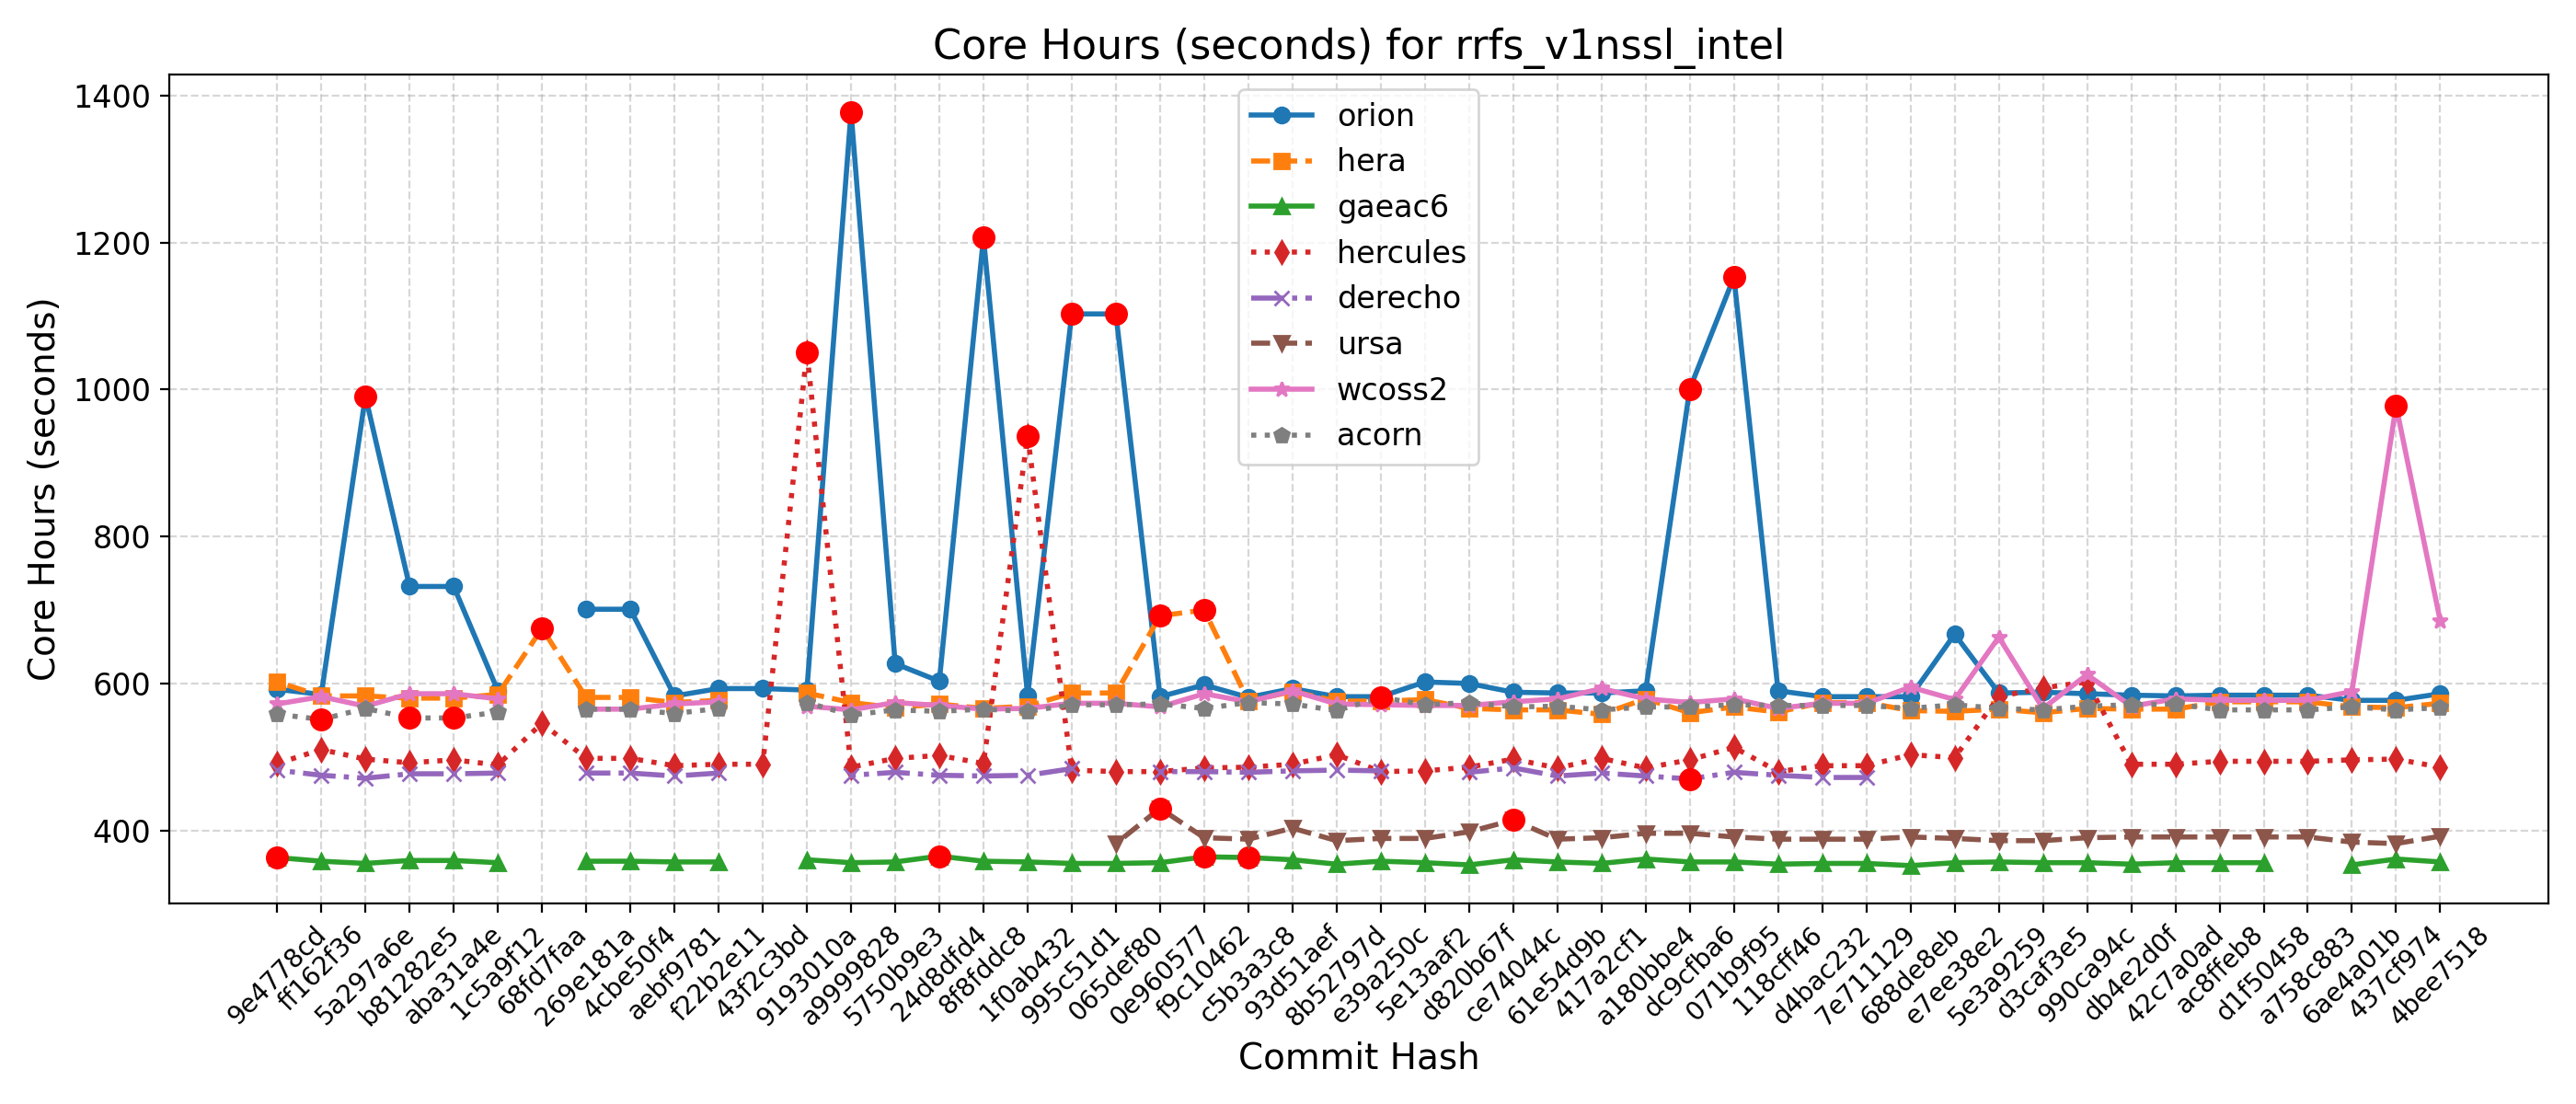 Core Hours (seconds) for rrfs_v1nssl_intel
Core Hours (seconds)
1400
1200
1000
800
600
400
orion
hera
gaeac6
hercules
derecho
ursa
wcoss2
acorn
9e4778cd
ff162f36
5a297a6e
b81282e5
aba31a4e
1c5a9f12
68fd7faa
269e181a
4cbe50f4
aebf9781
f22b2e11
43f2c3bd
9193010a
a9999828
5750b9e3
24d8dfd4
8f8fddc8
1f0ab432
995c51d1
065def80
0e960577
f9c10462
c5b3a3c8
93d51aef
8b52797d
e39a250c
5e13aaf2
d820b67f
ce74044c
61e54d9b
417a2cf1
a180bbe4
dc9cfba6
071b9f95
118cff46
d4bac232
7e711129
688de8eb
e7ee38e2
5e3a9259
d3caf3e5
990ca94c
db4e2d0f
42c7a0ad
ac8ffeb8
d1f50458
a758c883
6ae4a01b
437cf974
4bee7518
Commit Hash